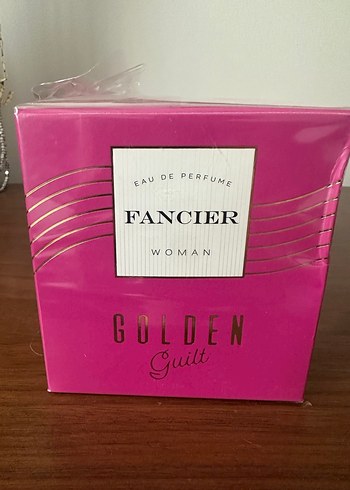 EAU DE PERFUME
FANCIER
WOMAN
GOLDEN
Guilt